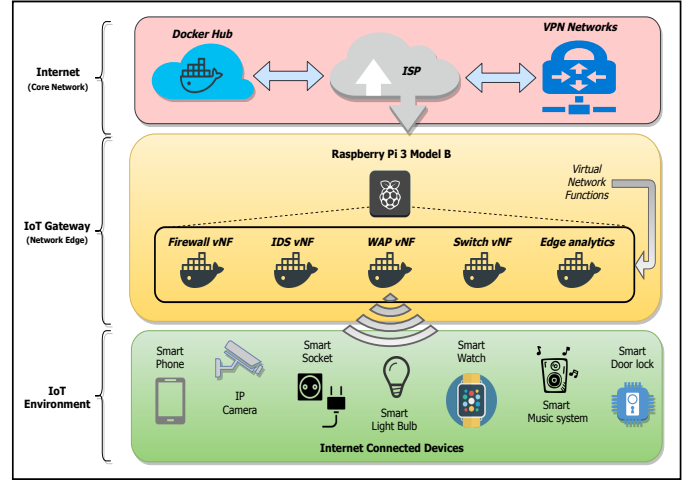 Internet
(Core Network)
Docker Hub
ISP
VPN Networks
IoT Gateway
(Network Edge)
Raspberry Pi 3 Model B
Virtual
Network
Functions
Firewall vNF
IDS vNF
WAP vNF
Switch vNF
Edge analytics
IoT
Environment
Smart
Phone
IP
Camera
Smart
Socket
Smart
Light Bulb
Smart
Watch
Smart
Music system
Smart
Door lock
Internet Connected Devices